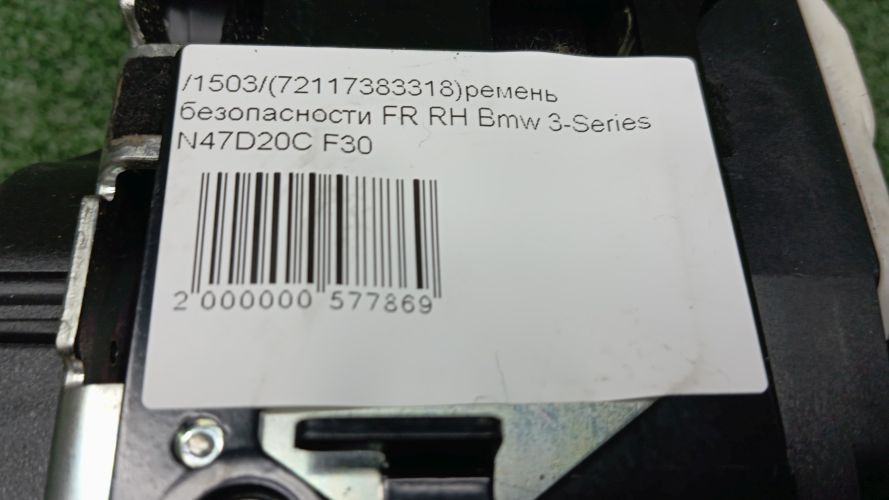 /1503/(72117383318)ремень
безопасности FR RH Bmw 3-Series
N47D20C F30
2 000000 577869